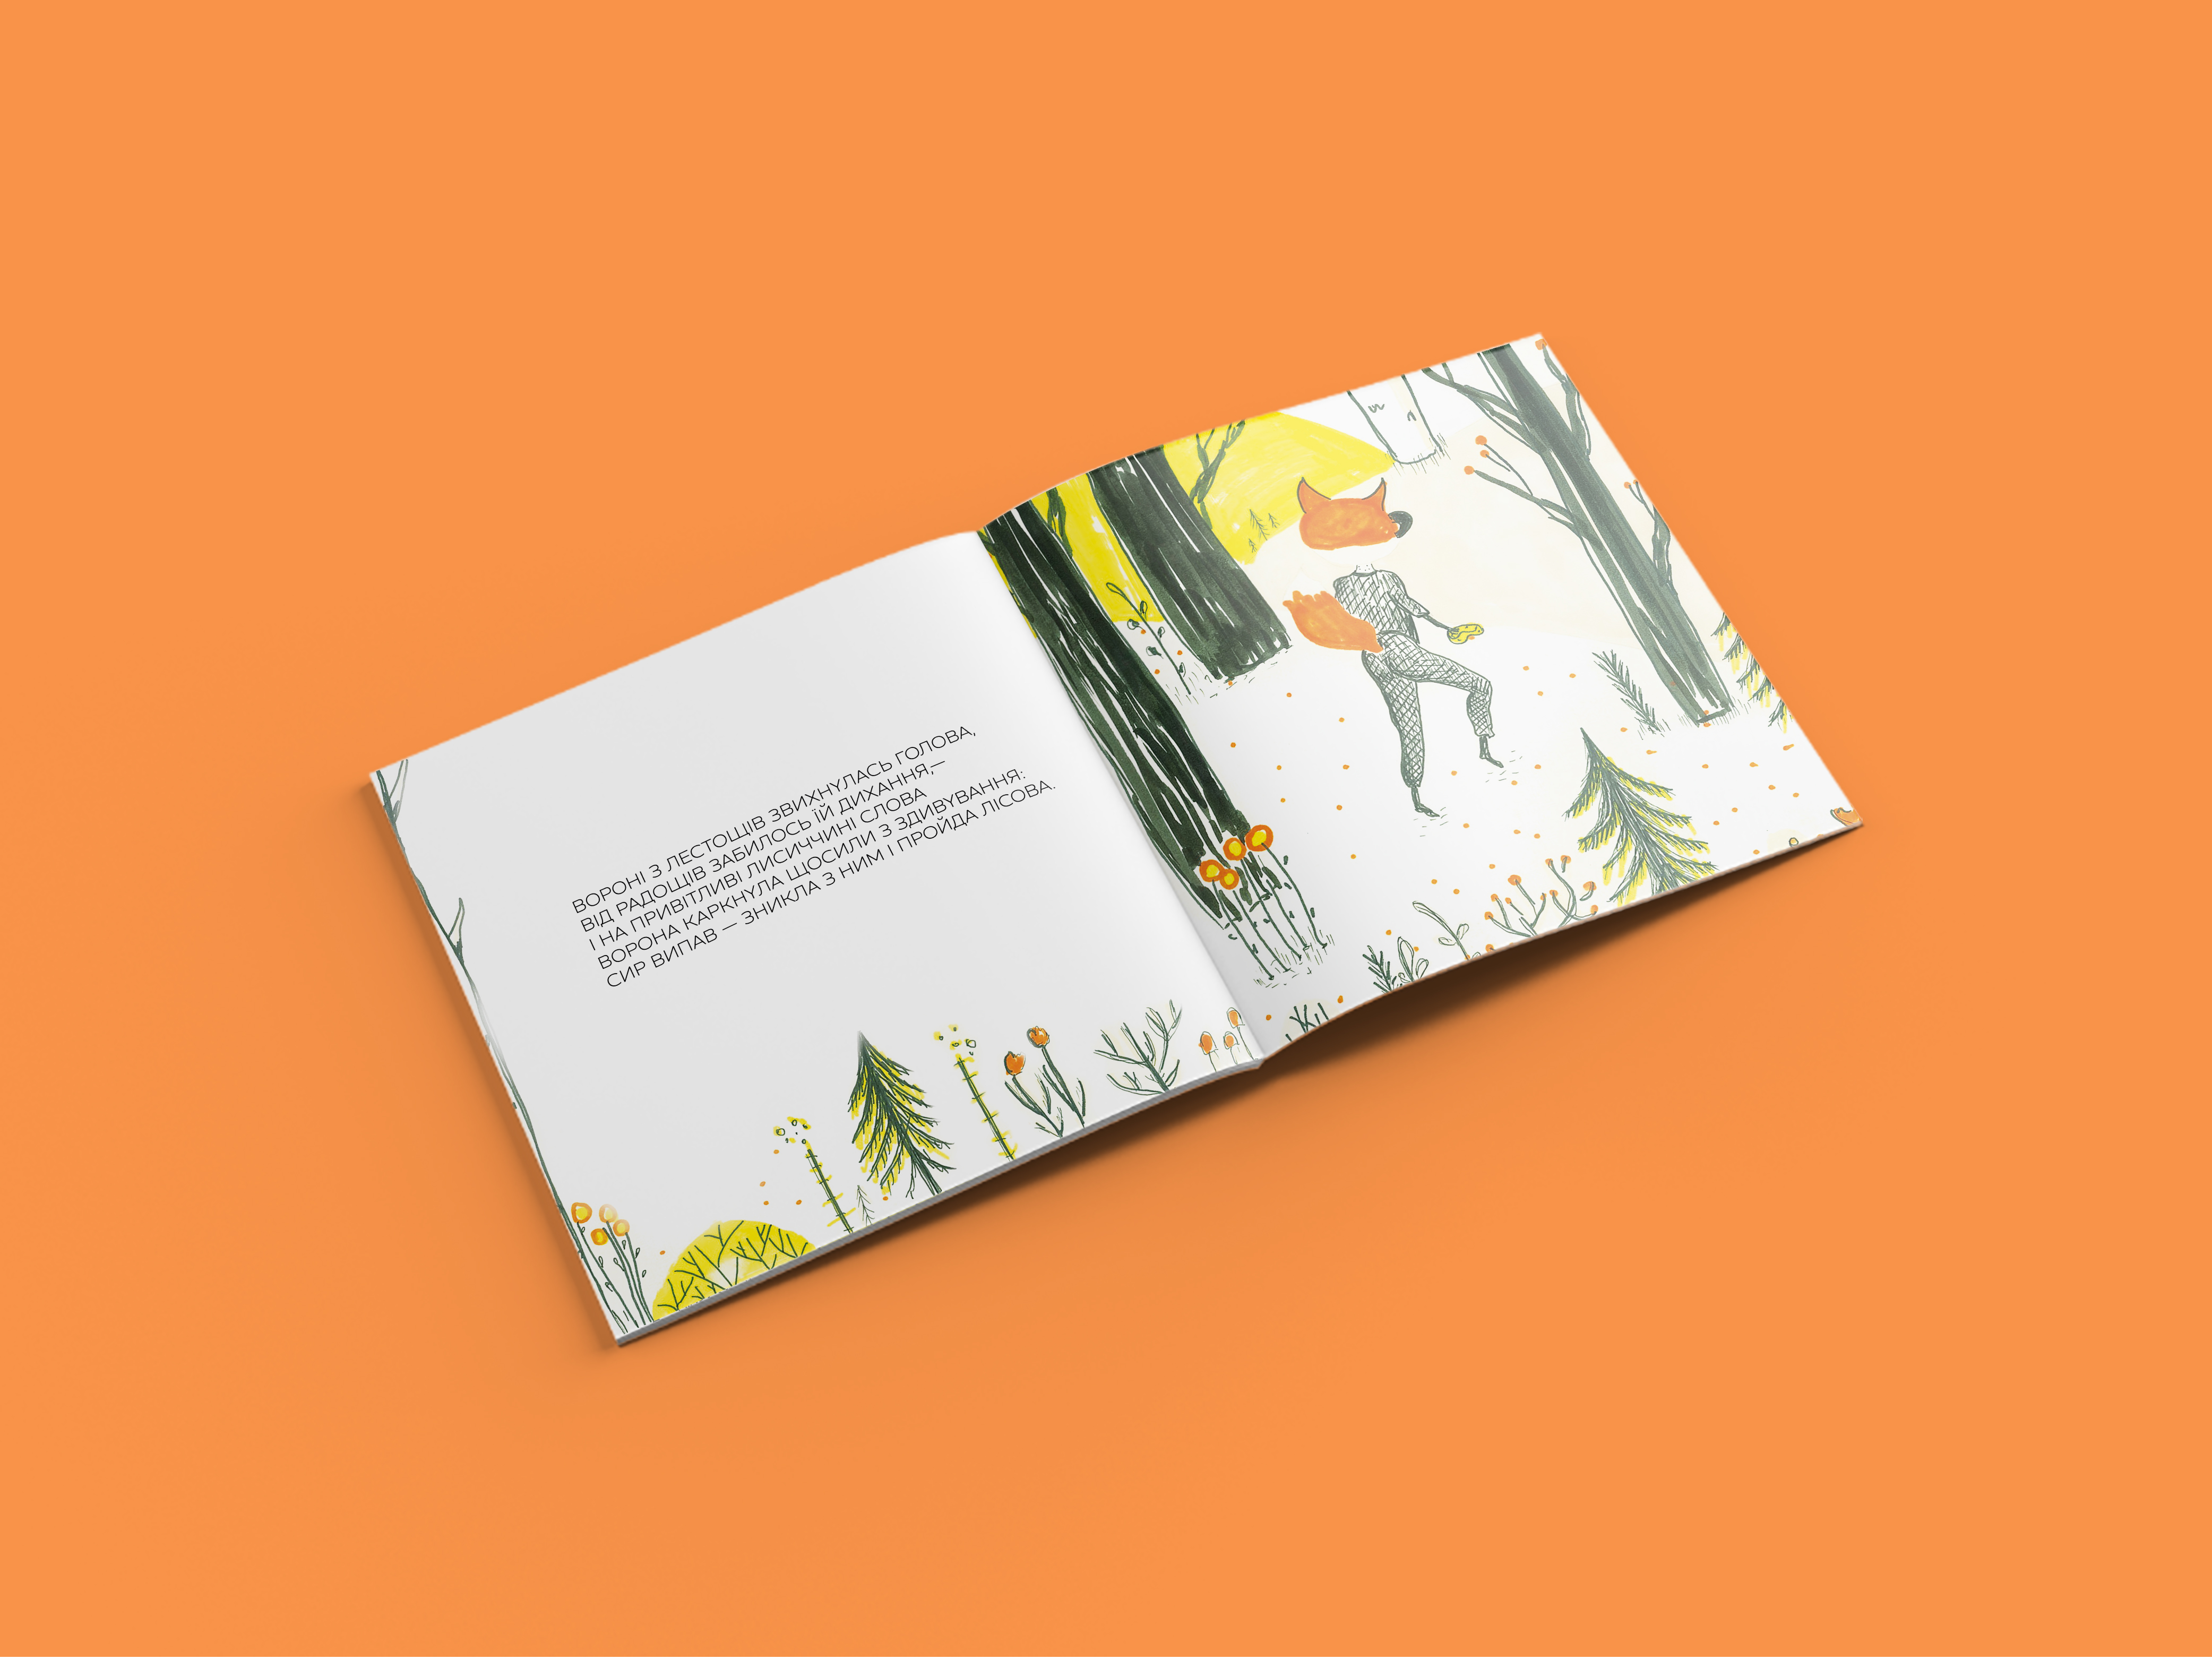 ВОРОНІ З ЛЕСТОЩІВ ЗВИХНУЛАСЬ ГОЛОВА,
ВІД РАДОЩІВ ЗАБИЛОСЬ ЇЙ ДИХАННЯ,—
І НА ПРИВІТЛИВІ ЛИСИЧЧИНІ СЛОВА
ВОРОНА КАРКНУЛА ЩОСИЛИ З ЗДИВУВАННЯ:
СИР ВИПАВ — ЗНИКЛА З НИМ І ПРОЙДА ЛІСОВА.